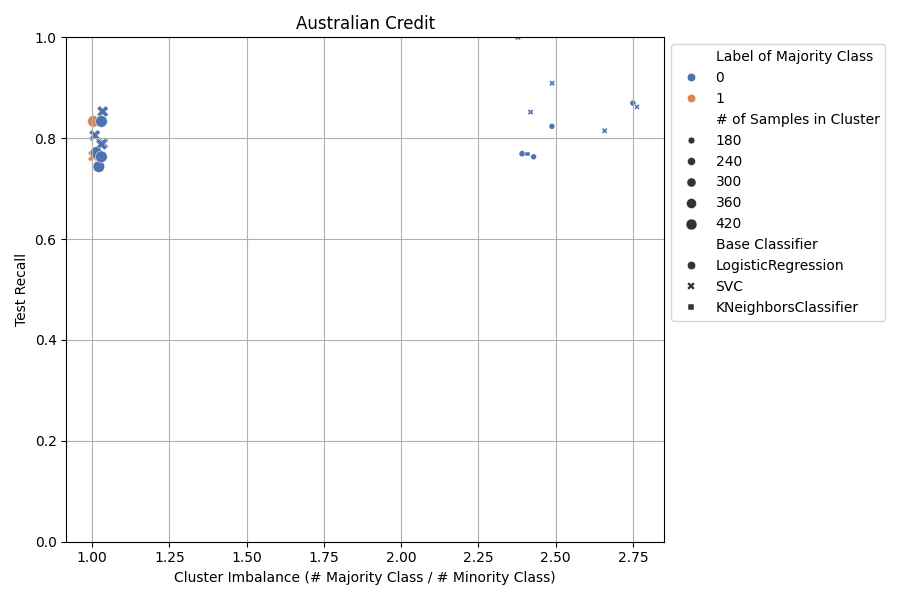 Australian Credit
1.0
0.8
0.6
0.4
0.2
0.0
Test Recall
1.00 1.25 1.50 1.75 2.00 2.25 2.50 2.75
Cluster Imbalance (# Majority Class / # Minority Class)
Label of Majority Class
0
1
# of Samples in Cluster
180
240
300
360
420
Base Classifier
LogisticRegression
SVC
KNeighborsClassifier